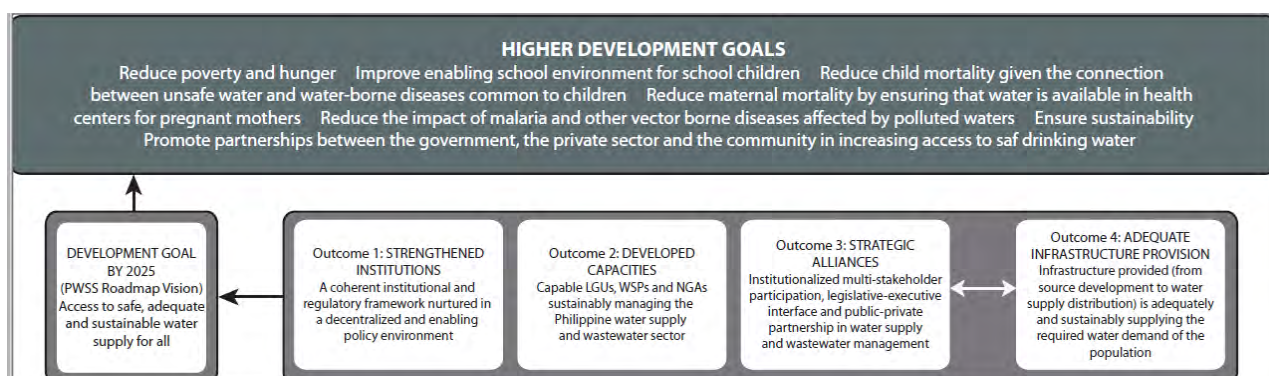 HIGHER DEVELOPMENT GOALS
Reduce poverty and hunger Improve enabling school environment for school children Reduce child mortality given the connection
between unsafe water and water-borne diseases common to children Reduce maternal mortality by ensuring that water is available in health
centers for pregnant mothers Reduce the impact of malaria and other vector borne diseases affected by polluted waters Ensure sustainability
Promote partnerships between the government, the private sector and the community in increasing access to saf drinking water
DEVELOPMENT GOAL
BY 2025
(PWSS Roadmap Vision)
Access to safe, adequate
and sustainable water
supply for all
Outcome 1: STRENGTHENED
INSTITUTIONS
A coherent institutional and
regulatory framework nurtured in
a decentralized and enabling
policy environment
Outcome 2: DEVELOPED
CAPACITIES
Capable LGUs, WSPs and NGAs
sustainably managing the
Philippine water supply
and wastewater sector
Outcome 3: STRATEGIC
ALLIANCES
Institutionalized multi-stakeholder
participation, legislative-executive
interface and public-private
partnership in water supply
and wastewater management
Outcome 4: ADEQUATE
INFRASTRUCTURE PROVISION
Infrastructure provided (from
source development to water
supply distribution) is adequately
and sustainably supplying the
required water demand of the
population